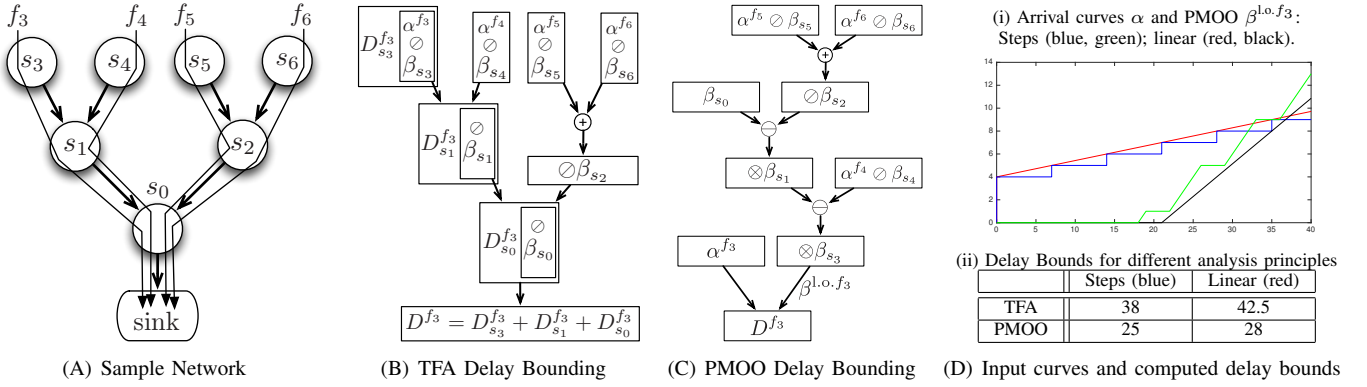 f₃ f₄ f₅ f₆
s₃ s₄ s₅ s₆
s₁ s₂
s₀
sink
(A) Sample Network
D_{s₃}^{f₃} α^{f₃} ⊘ β_{s₃}
α^{f₄} ⊘ β_{s₄}
α^{f₅} ⊘ β_{s₅}
α^{f₆} ⊘ β_{s₆}
D_{s₁}^{f₃} ⊘ β_{s₁}
+
⊘β_{s₂}
D_{s₀}^{f₃} ⊘ β_{s₀}
D^{f₃} = D_{s₃}^{f₃} + D_{s₁}^{f₃} + D_{s₀}^{f₃}
(B) TFA Delay Bounding
α^{f₅} ⊘ β_{s₅} α^{f₆} ⊘ β_{s₆}
+
β_{s₀} ⊘β_{s₂}
−
⊗β_{s₁} α^{f₄} ⊘ β_{s₄}
−
α^{f₃} ⊗β_{s₃}
β^{l.o.f₃}
D^{f₃}
(C) PMOO Delay Bounding
(i) Arrival curves α and PMOO β^{l.o.f₃}:
Steps (blue, green); linear (red, black).
14
12
10
8
6
4
2
0
0 5 10 15 20 25 30 35 40
(ii) Delay Bounds for different analysis principles
Steps (blue) Linear (red)
TFA 38 42.5
PMOO 25 28
(D) Input curves and computed delay bounds